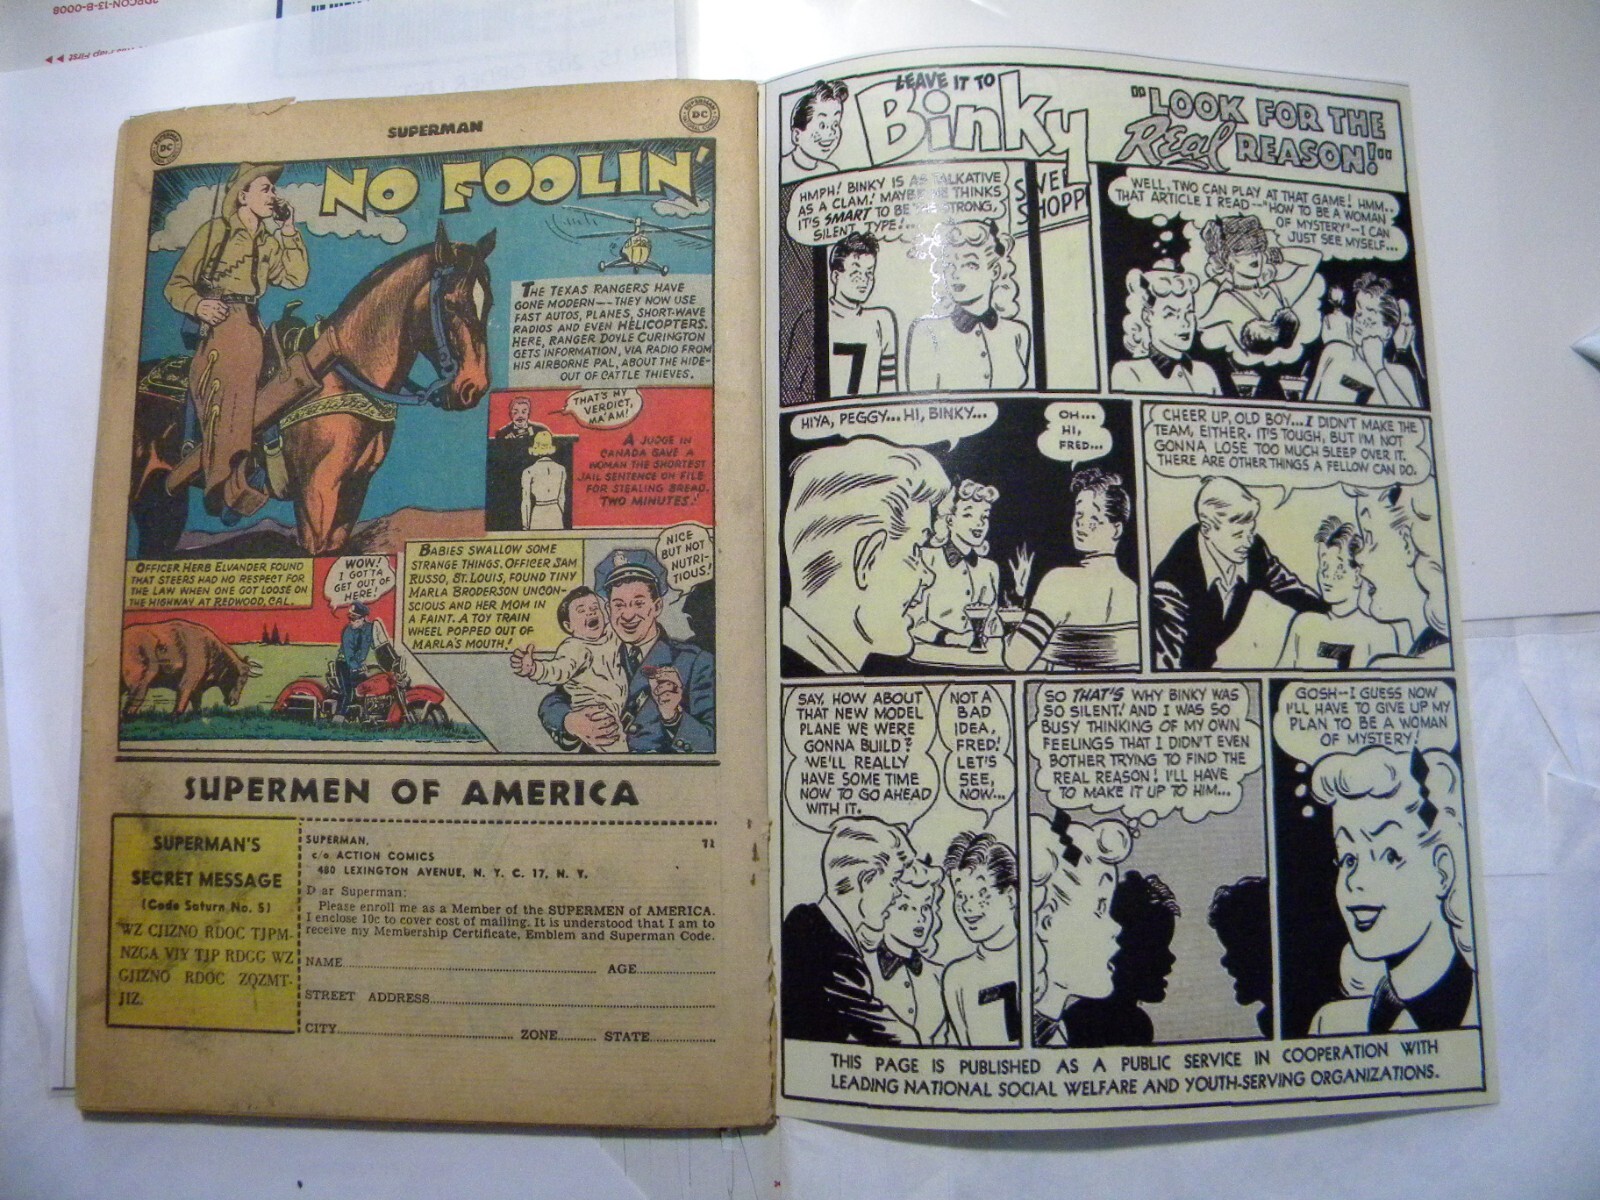 SUPERMAN
NO FOOLIN'
THE TEXAS RANGERS HAVE
GONE MODERN--THEY NOW USE
FAST AUTOS, PLANES, SHORT-WAVE
RADIOS AND EVEN HELICOPTERS.
HERE, RANGER DOYLE CURINGTON
GETS INFORMATION, VIA RADIO FROM
HIS AIRBORNE PAL, ABOUT THE HIDE-
OUT OF CATTLE THIEVES.
THAT'S MY
VERDICT,
MA'AM!
A JUDGE IN
CANADA GAVE A
WOMAN THE SHORTEST
JAIL SENTENCE ON FILE
FOR STEALING BREAD.
TWO MINUTES!
OFFICER HERB ELVANDER FOUND
THAT STEERS HAD NO RESPECT FOR
THE LAW WHEN ONE GOT LOOSE ON
THE HIGHWAY AT REDWOOD, CAL.
WOW!
I GOTTA
GET OUT OF
HERE!
BABIES SWALLOW SOME
STRANGE THINGS. OFFICER SAM
RUSSO, ST. LOUIS, FOUND TINY
MARLA BRODERSON UNCON-
SCIOUS AND HER MOM IN
A FAINT. A TOY TRAIN
WHEEL POPPED OUT OF
MARLA'S MOUTH!
NICE
BUT NOT
NUTRI-
TIOUS!
SUPERMEN OF AMERICA
SUPERMAN'S
SECRET MESSAGE
(Code Saturn No. 5)
WZ CJIZNO RDOC TJPM-
NZGA VIY TJP RDGG WZ
GJIZNO RDOC ZQZMT-
JIZ.
SUPERMAN, 71
c/o ACTION COMICS
480 LEXINGTON AVENUE, N. Y. C. 17, N. Y.
D ar Superman:
Please enroll me as a Member of the SUPERMEN of AMERICA.
I enclose 10c to cover cost of mailing. It is understood that I am to
receive my Membership Certificate, Emblem and Superman Code.
NAME AGE
STREET ADDRESS
CITY ZONE STATE
LEAVE IT TO
Binky
"LOOK FOR THE
Real REASON!"
HMPH! BINKY IS AS TALKATIVE
AS A CLAM! MAYBE HE THINKS
IT'S SMART TO BE THE STRONG,
SILENT TYPE!..
WELL, TWO CAN PLAY AT THAT GAME! HMM..
THAT ARTICLE I READ--"HOW TO BE A WOMAN
OF MYSTERY"--I CAN
JUST SEE MYSELF...
HIYA, PEGGY... HI, BINKY...
OH...
HI,
FRED...
CHEER UP, OLD BOY...I DIDN'T MAKE THE
TEAM, EITHER. IT'S TOUGH, BUT I'M NOT
GONNA LOSE TOO MUCH SLEEP OVER IT.
THERE ARE OTHER THINGS A FELLOW CAN DO.
SAY, HOW ABOUT
THAT NEW MODEL
PLANE WE WERE
GONNA BUILD?
WE'LL REALLY
HAVE SOME TIME
NOW TO GO AHEAD
WITH IT.
NOT A
BAD
IDEA,
FRED!
LET'S
SEE,
NOW...
SO THAT'S WHY BINKY WAS
SO SILENT! AND I WAS SO
BUSY THINKING OF MY OWN
FEELINGS THAT I DIDN'T EVEN
BOTHER TRYING TO FIND THE
REAL REASON! I'LL HAVE
TO MAKE IT UP TO HIM...
GOSH--I GUESS NOW
I'LL HAVE TO GIVE UP MY
PLAN TO BE A WOMAN
OF MYSTERY!
THIS PAGE IS PUBLISHED AS A PUBLIC SERVICE IN COOPERATION WITH
LEADING NATIONAL SOCIAL WELFARE AND YOUTH-SERVING ORGANIZATIONS.